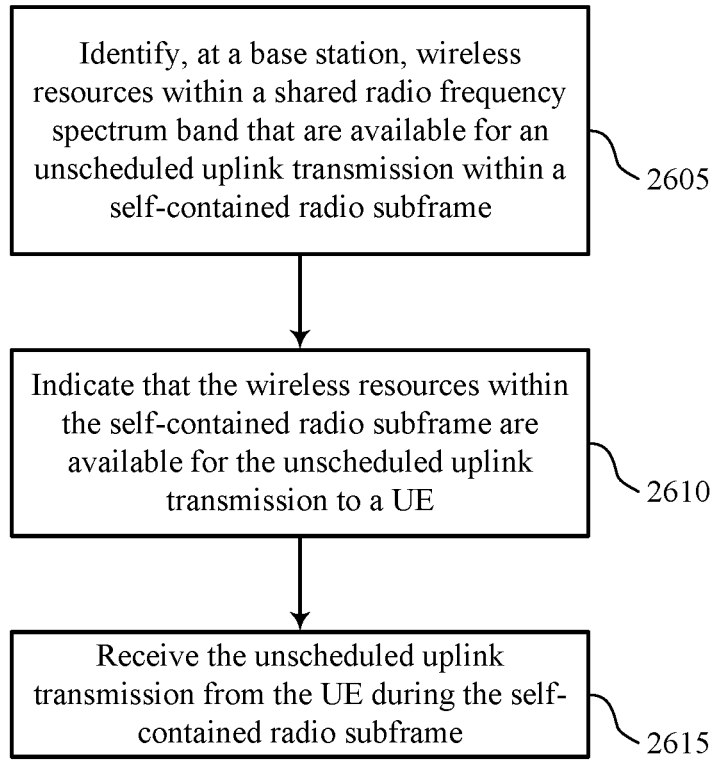 Identify, at a base station, wireless
resources within a shared radio frequency
spectrum band that are available for an
unscheduled uplink transmission within a
self-contained radio subframe
2605
Indicate that the wireless resources within
the self-contained radio subframe are
available for the unscheduled uplink
transmission to a UE
2610
Receive the unscheduled uplink
transmission from the UE during the self-
contained radio subframe
2615